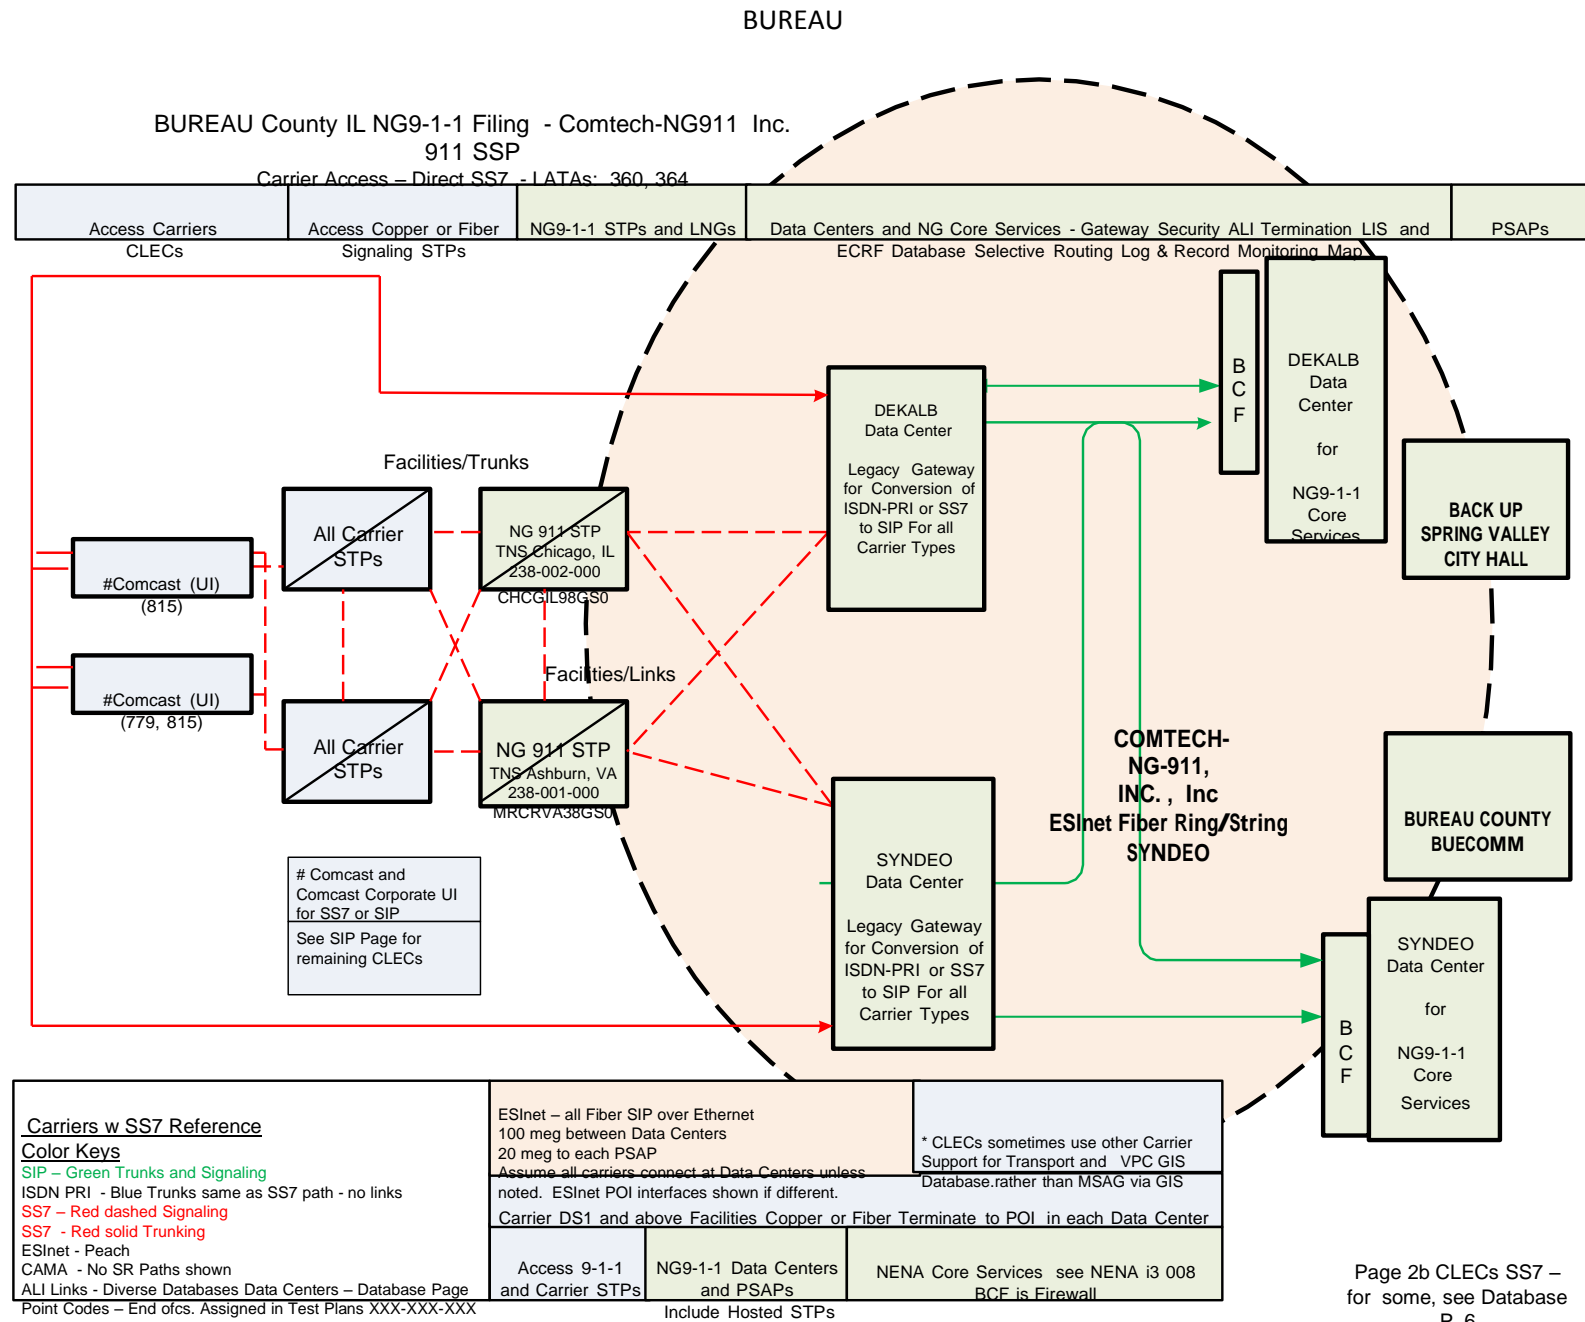 BUREAU
BUREAU County IL NG9-1-1 Filing - Comtech-NG911 Inc.
911 SSP
Carrier Access – Direct SS7 - LATAs: 360, 364
Access Carriers
CLECs
Access Copper or Fiber
Signaling STPs
NG9-1-1 STPs and LNGs
Data Centers and NG Core Services - Gateway Security ALI Termination LIS and
ECRF Database Selective Routing Log & Record Monitoring Map
PSAPs
Facilities/Trunks
#Comcast (UI)
(815)
#Comcast (UI)
(779, 815)
All Carrier
STPs
All Carrier
STPs
NG 911 STP
TNS Chicago, IL
238-002-000
CHCGIL98GS0
Facilities/Links
NG 911 STP
TNS Ashburn, VA
238-001-000
MRCRVA38GS0
# Comcast and
Comcast Corporate UI
for SS7 or SIP
See SIP Page for
remaining CLECs
DEKALB
Data Center
Legacy Gateway
for Conversion of
ISDN-PRI or SS7
to SIP For all
Carrier Types
SYNDEO
Data Center
Legacy Gateway
for Conversion of
ISDN-PRI or SS7
to SIP For all
Carrier Types
B
C
F
DEKALB
Data
Center
for
NG9-1-1
Core
Services
BACK UP
SPRING VALLEY
CITY HALL
COMTECH-
NG-911,
INC. , Inc
ESInet Fiber Ring/String
SYNDEO
BUREAU COUNTY
BUECOMM
B
C
F
SYNDEO
Data Center
for
NG9-1-1
Core
Services
Carriers w SS7 Reference
Color Keys
SIP – Green Trunks and Signaling
ISDN PRI - Blue Trunks same as SS7 path - no links
SS7 – Red dashed Signaling
SS7 - Red solid Trunking
ESInet - Peach
CAMA - No SR Paths shown
ALI Links - Diverse Databases Data Centers – Database Page
Point Codes – End ofcs. Assigned in Test Plans XXX-XXX-XXX
ESInet – all Fiber SIP over Ethernet
100 meg between Data Centers
20 meg to each PSAP
Assume all carriers connect at Data Centers unless
noted. ESInet POI interfaces shown if different.
* CLECs sometimes use other Carrier
Support for Transport and VPC GIS
Database.rather than MSAG via GIS
Carrier DS1 and above Facilities Copper or Fiber Terminate to POI in each Data Center
Access 9-1-1
and Carrier STPs
NG9-1-1 Data Centers
and PSAPs
Include Hosted STPs
NENA Core Services see NENA i3 008
BCF is Firewall
Page 2b CLECs SS7 –
for some, see Database
P. 6